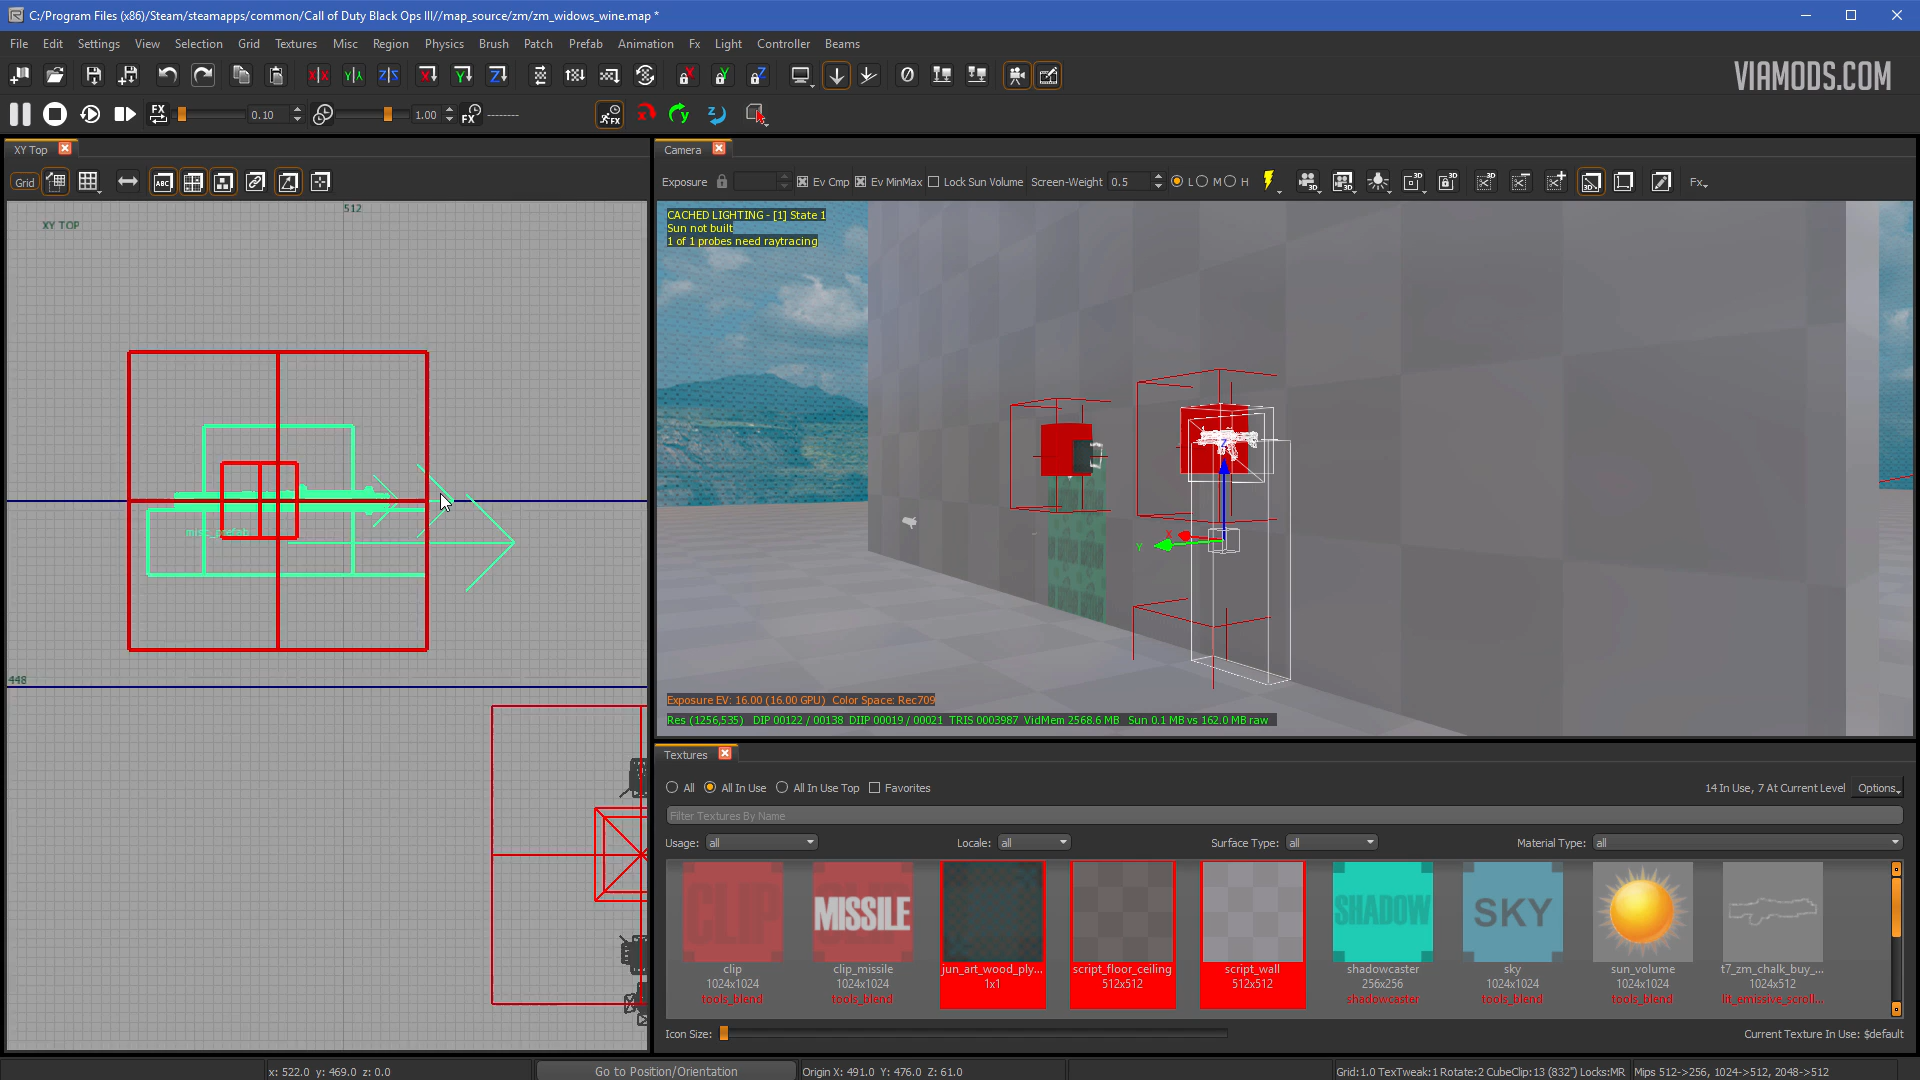 C:/Program Files (x86)/Steam/steamapps/common/Call of Duty Black Ops III//map_source/zm/zm_widows_wine.map *
File Edit Settings View Selection Grid Textures Misc Region Physics Brush Patch Prefab Animation Fx Light Controller Beams
VIAMODS.COM
FX 0.10 1.00 FX --------
XY Top
Camera
Grid ABC
Exposure Ev Cmp Ev MinMax Lock Sun Volume Screen-Weight 0.5 L M H Fx
512
XY TOP
CACHED LIGHTING - [1] State 1
Sun not built
1 of 1 probes need raytracing
misc_prefab
Z
X
Y
448
Exposure EV: 16.00 (16.00 GPU) Color Space: Rec709
Res (1256,535) DIP 00122 / 00138 DIIP 00019 / 00021 TRIS 0003987 VidMem 2568.6 MB Sun 0.1 MB vs 162.0 MB raw
Textures
All All In Use All In Use Top Favorites 14 In Use, 7 At Current Level Options
Filter Textures By Name
Usage: all Locale: all Surface Type: all Material Type: all
CLIP MISSILE SHADOW SKY
clip clip_missile jun_art_wood_ply... script_floor_ceiling script_wall shadowcaster sky sun_volume t7_zm_chalk_buy_...
1024x1024 1024x1024 1x1 512x512 512x512 256x256 1024x1024 1024x1024 1024x512
tools_blend tools_blend shadowcaster tools_blend tools_blend lit_emissive_scroll...
Icon Size: Current Texture In Use: $default
x: 522.0 y: 469.0 z: 0.0 Go to Position/Orientation Origin X: 491.0 Y: 476.0 Z: 61.0 Grid:1.0 TexTweak:1 Rotate:2 CubeClip:13 (832") Locks:MR Mips 512->256, 1024->512, 2048->512